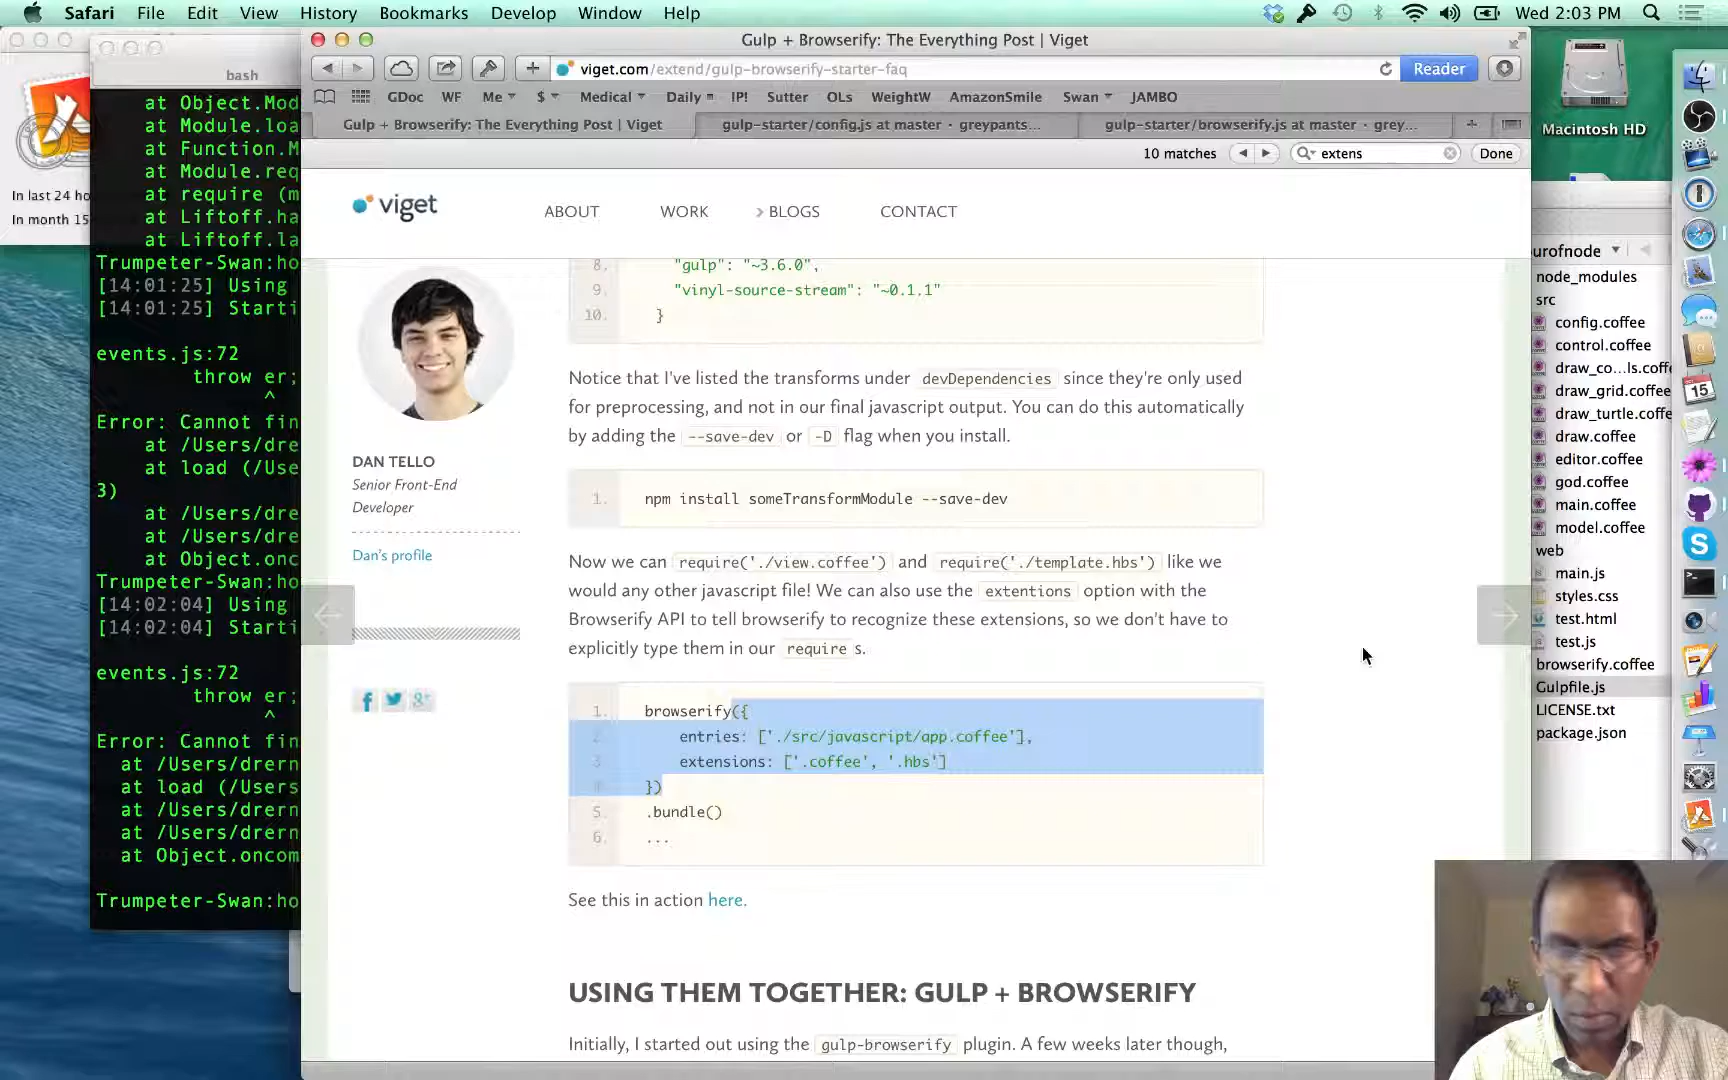 Safari File Edit View History Bookmarks Develop Window Help Wed 2:03 PM
bash
In last 24 ho
In month 15
at Object.Mod
at Module.loa
at Function.M
at Module.req
at require (m
at Liftoff.ha
at Liftoff.la
Trumpeter-Swan:ho
[14:01:25] Using
[14:01:25] Starti
events.js:72
throw er;
^
Error: Cannot fin
at /Users/dre
at load (/Use
3)
at /Users/dre
at /Users/dre
at Object.onc
Trumpeter-Swan:ho
[14:02:04] Using
[14:02:04] Starti
events.js:72
throw er;
^
Error: Cannot fin
at /Users/drern
at load (/Users
at /Users/drern
at /Users/drern
at Object.oncom
Trumpeter-Swan:ho
Gulp + Browserify: The Everything Post | Viget
viget.com/extend/gulp-browserify-starter-faq
Reader
GDoc WF Me $ Medical Daily IP! Sutter OLs WeightW AmazonSmile Swan JAMBO
Gulp + Browserify: The Everything Post | Viget
gulp-starter/config.js at master · greypants...
gulp-starter/browserify.js at master · grey...
10 matches extens Done
viget
ABOUT WORK BLOGS CONTACT
8. "gulp": "~3.6.0",
9. "vinyl-source-stream": "~0.1.1"
10. }
Notice that I've listed the transforms under devDependencies since they're only used
for preprocessing, and not in our final javascript output. You can do this automatically
by adding the --save-dev or -D flag when you install.
DAN TELLO
Senior Front-End
Developer
Dan's profile
1. npm install someTransformModule --save-dev
Now we can require('./view.coffee') and require('./template.hbs') like we
would any other javascript file! We can also use the extentions option with the
Browserify API to tell browserify to recognize these extensions, so we don't have to
explicitly type them in our require s.
1. browserify({
2. entries: ['./src/javascript/app.coffee'],
3. extensions: ['.coffee', '.hbs']
4. })
5. .bundle()
6. ...
See this in action here.
USING THEM TOGETHER: GULP + BROWSERIFY
Initially, I started out using the gulp-browserify plugin. A few weeks later though,
Macintosh HD
urofnode
node_modules
src
config.coffee
control.coffee
draw_co...ls.coffe
draw_grid.coffee
draw_turtle.coffe
draw.coffee
editor.coffee
god.coffee
main.coffee
model.coffee
web
main.js
styles.css
test.html
test.js
browserify.coffee
Gulpfile.js
LICENSE.txt
package.json
15